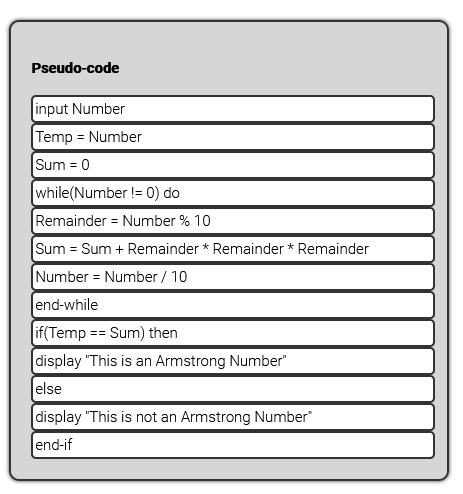 Pseudo-code
input Number
Temp = Number
Sum = 0
while(Number != 0) do
Remainder = Number % 10
Sum = Sum + Remainder * Remainder * Remainder
Number = Number / 10
end-while
if(Temp == Sum) then
display "This is an Armstrong Number"
else
display "This is not an Armstrong Number"
end-if